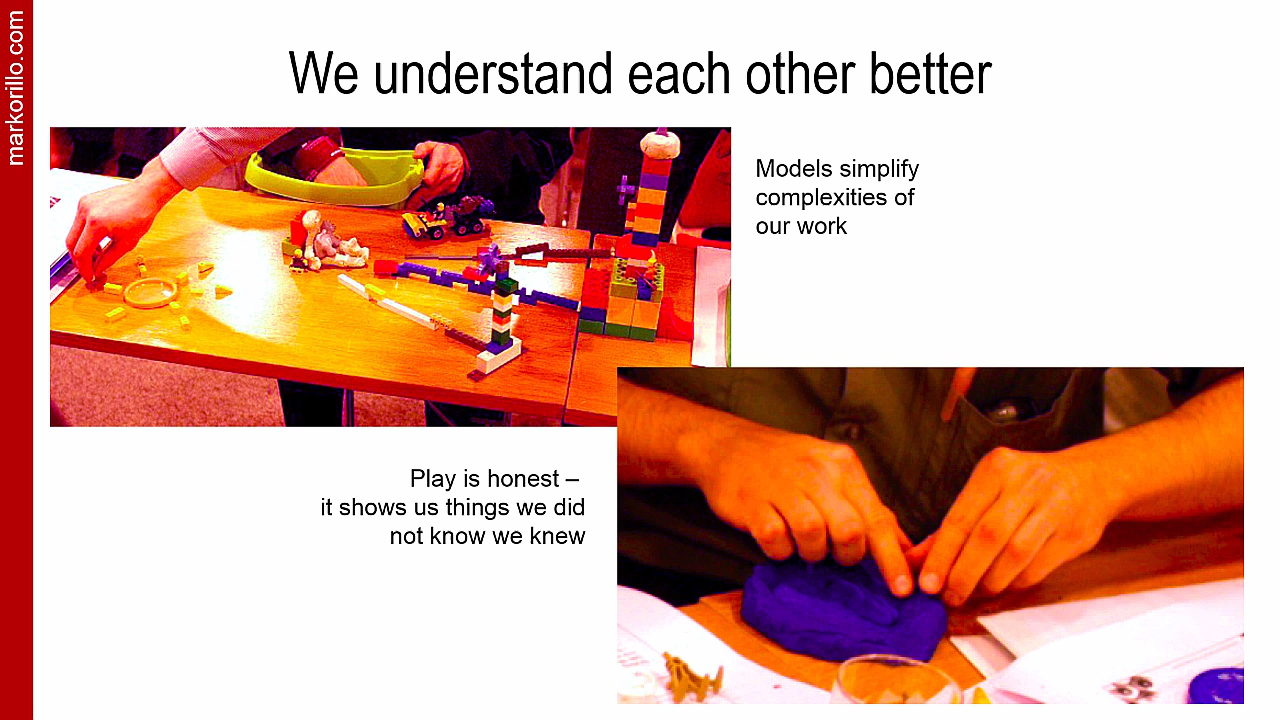 markorillo.com
We understand each other better
Models simplify
complexities of
our work
Play is honest –
it shows us things we did
not know we knew